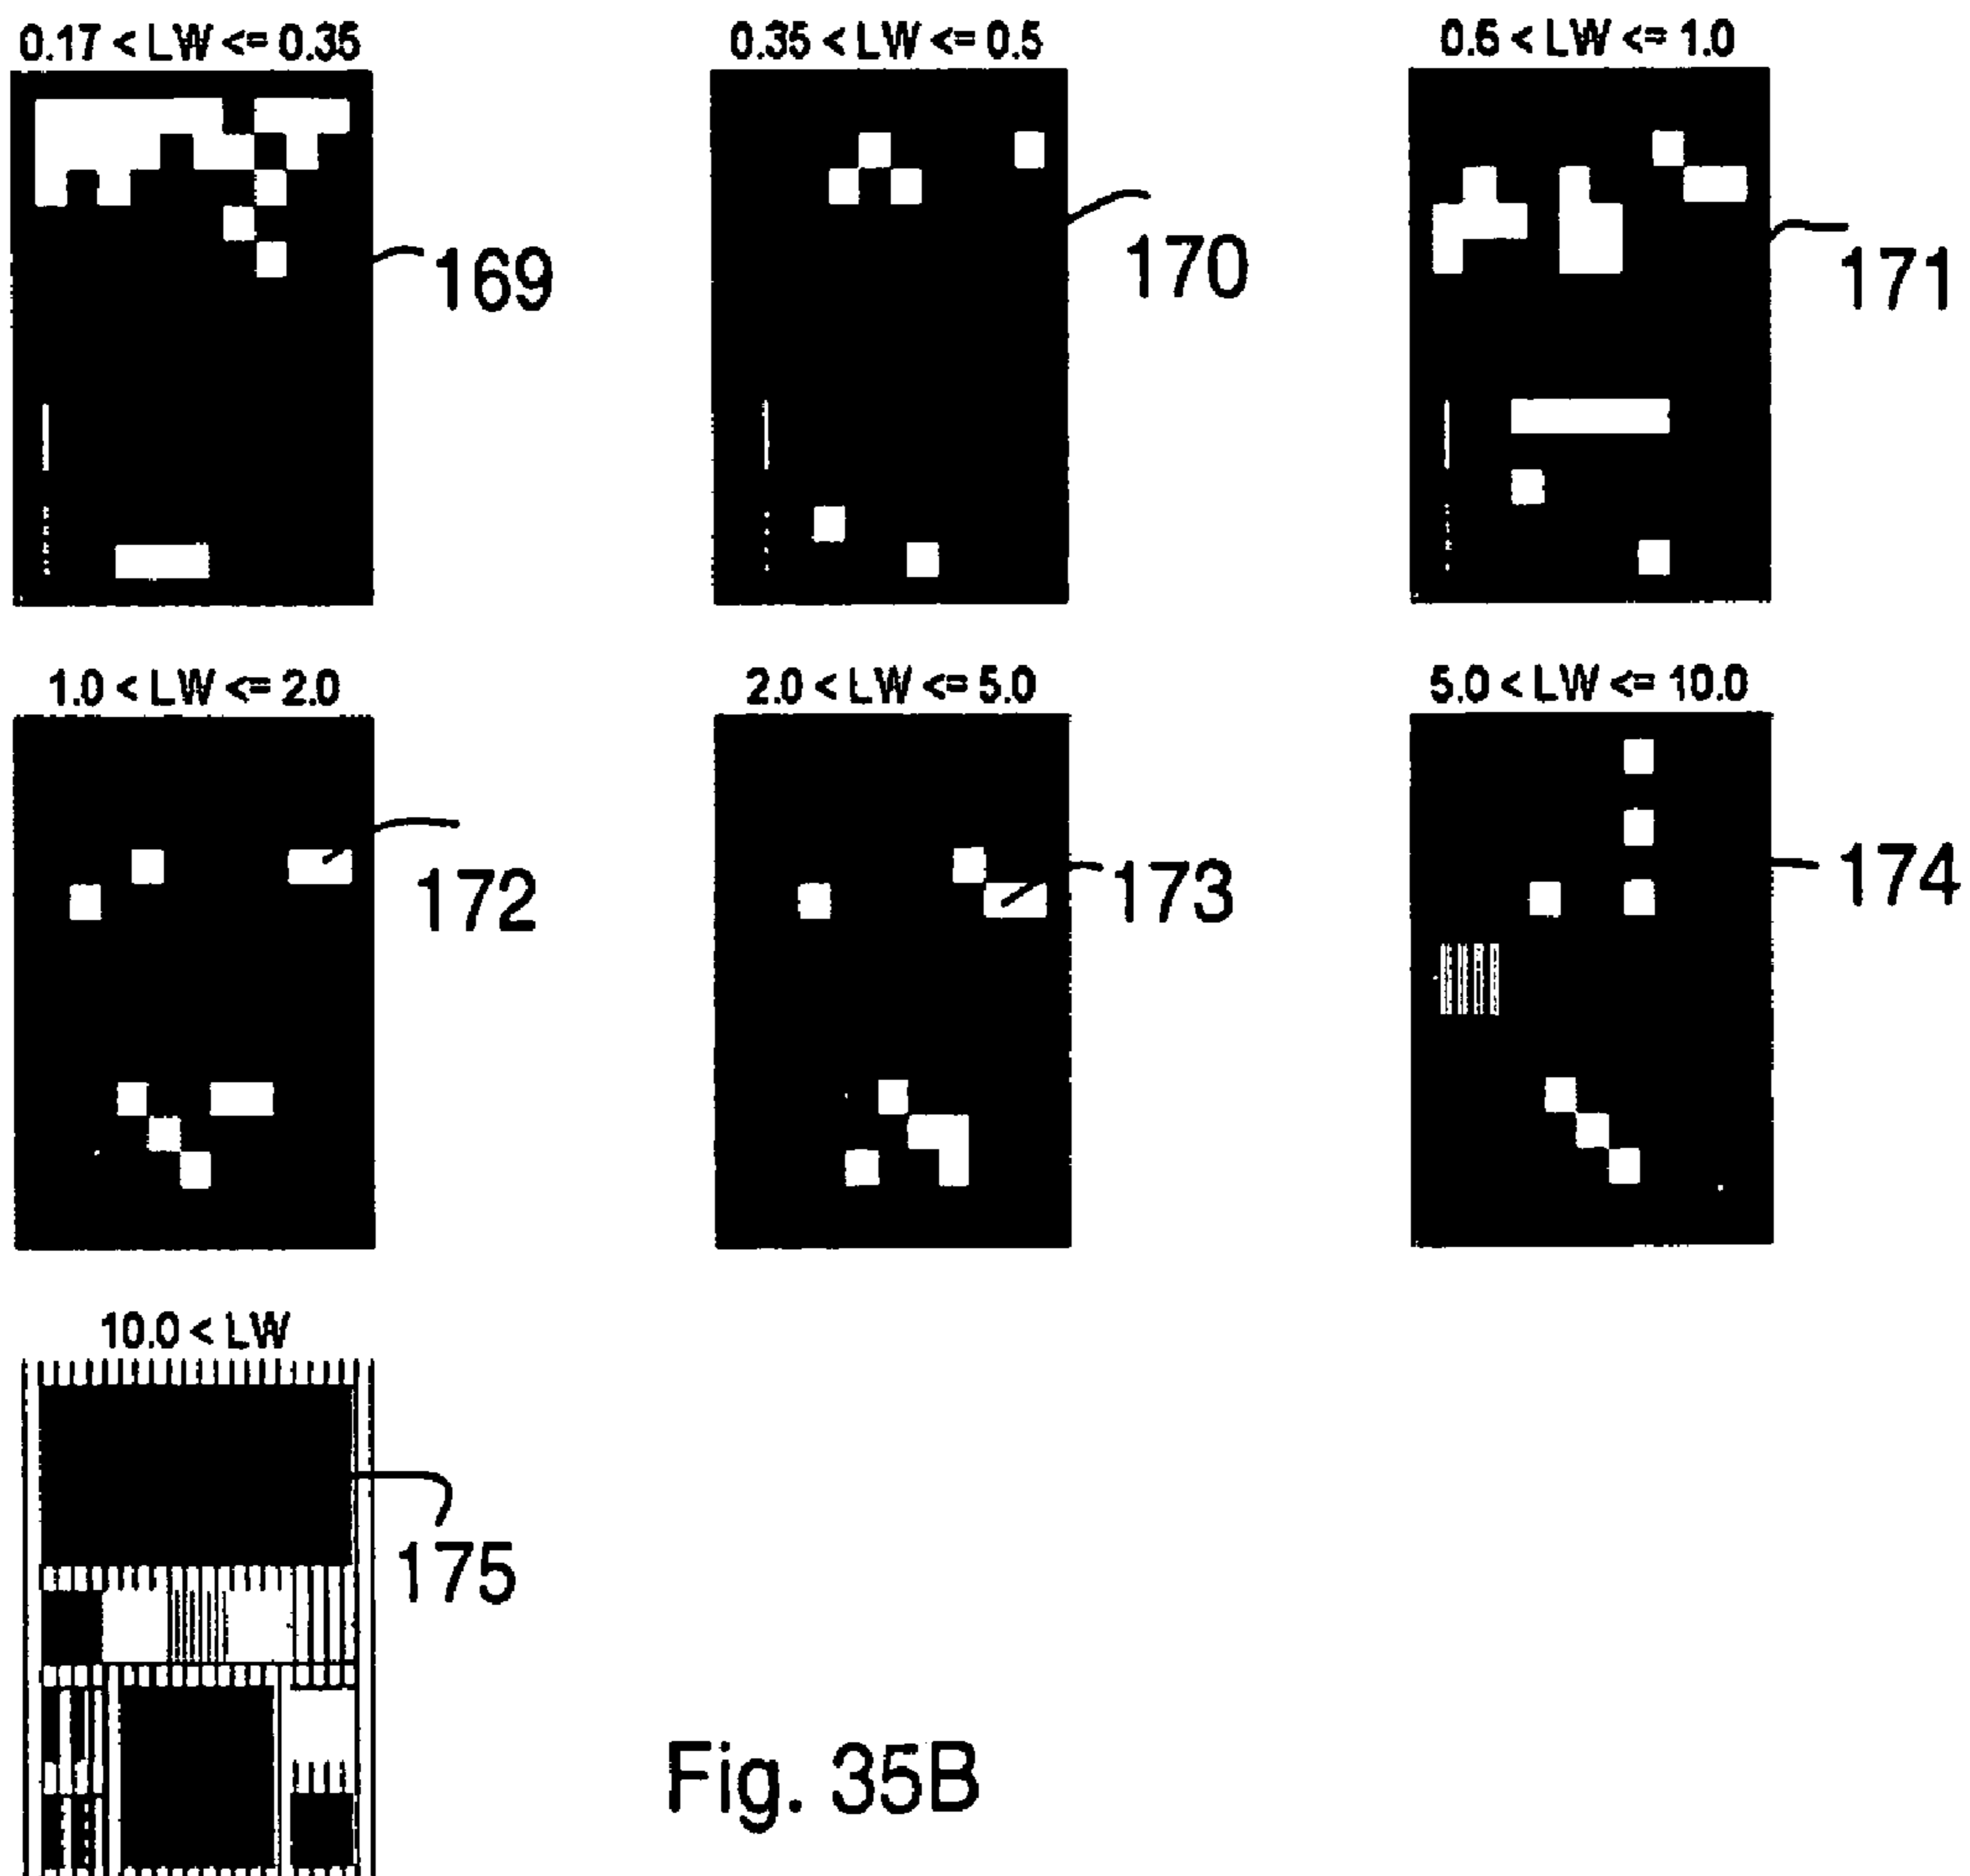 0.17 < LW <= 0.35
0.35 < LW <= 0.5
0.5 < LW <= 1.0
169
170
171
1.0 < LW <= 2.0
2.0 < LW <= 5.0
5.0 < LW <= 10.0
172
173
174
10.0 < LW
175
Fig. 35B